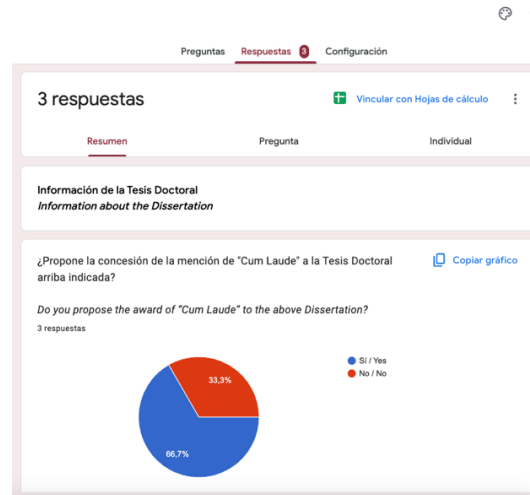 Preguntas Respuestas 3 Configuración
3 respuestas
Vincular con Hojas de cálculo
Resumen Pregunta Individual
Información de la Tesis Doctoral
Information about the Dissertation
¿Propone la concesión de la mención de "Cum Laude" a la Tesis Doctoral
arriba indicada?
Copiar gráfico
Do you propose the award of "Cum Laude" to the above Dissertation?
3 respuestas
Sí / Yes
No / No
33,3%
66,7%